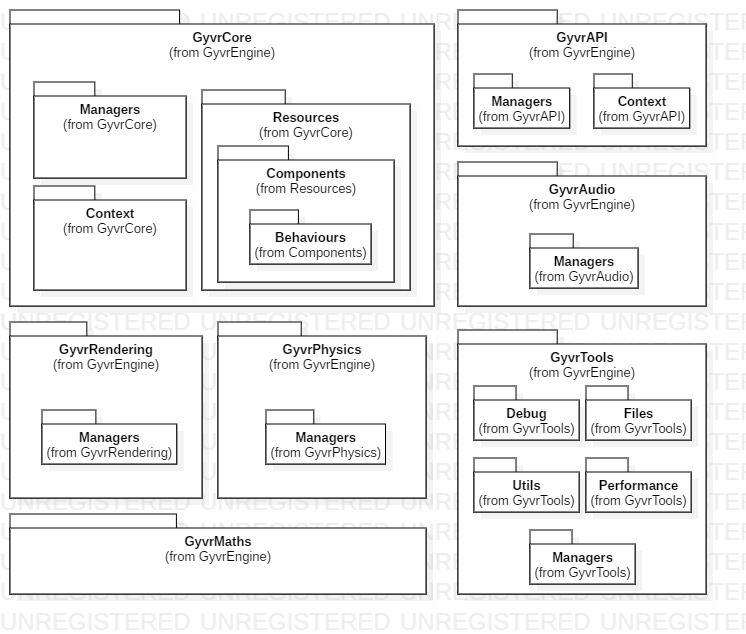 GyvrCore
(from GyvrEngine)
Managers
(from GyvrCore)
Context
(from GyvrCore)
Resources
(from GyvrCore)
Components
(from Resources)
Behaviours
(from Components)
GyvrAPI
(from GyvrEngine)
Managers
(from GyvrAPI)
Context
(from GyvrAPI)
GyvrAudio
(from GyvrEngine)
Managers
(from GyvrAudio)
GyvrRendering
(from GyvrEngine)
Managers
(from GyvrRendering)
GyvrPhysics
(from GyvrEngine)
Managers
(from GyvrPhysics)
GyvrTools
(from GyvrEngine)
Debug
(from GyvrTools)
Files
(from GyvrTools)
Utils
(from GyvrTools)
Performance
(from GyvrTools)
Managers
(from GyvrTools)
GyvrMaths
(from GyvrEngine)
UNREGISTERED UNREGISTERED UNREGISTERED UNREGISTERED